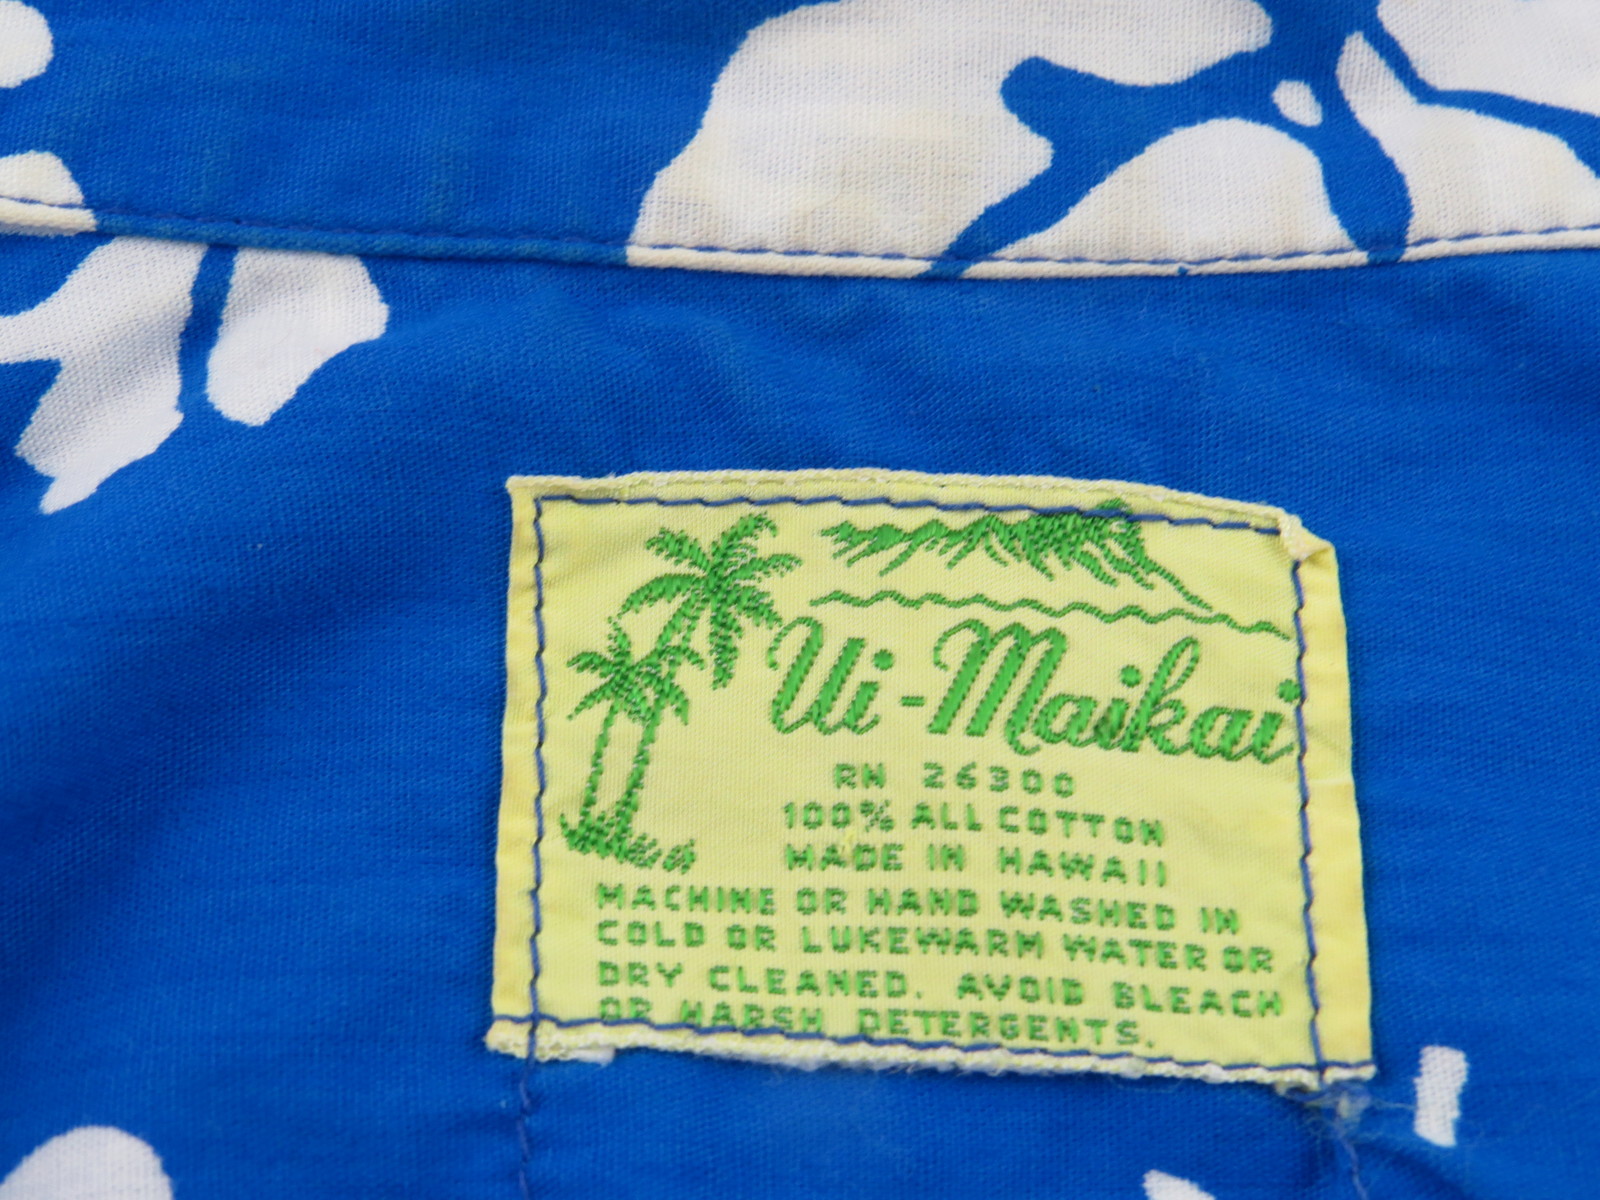 Ui-Maikai
RN 26300
100% ALL COTTON
MADE IN HAWAII
MACHINE OR HAND WASHED IN
COLD OR LUKEWARM WATER OR
DRY CLEANED. AVOID BLEACH
OR HARSH DETERGENTS.